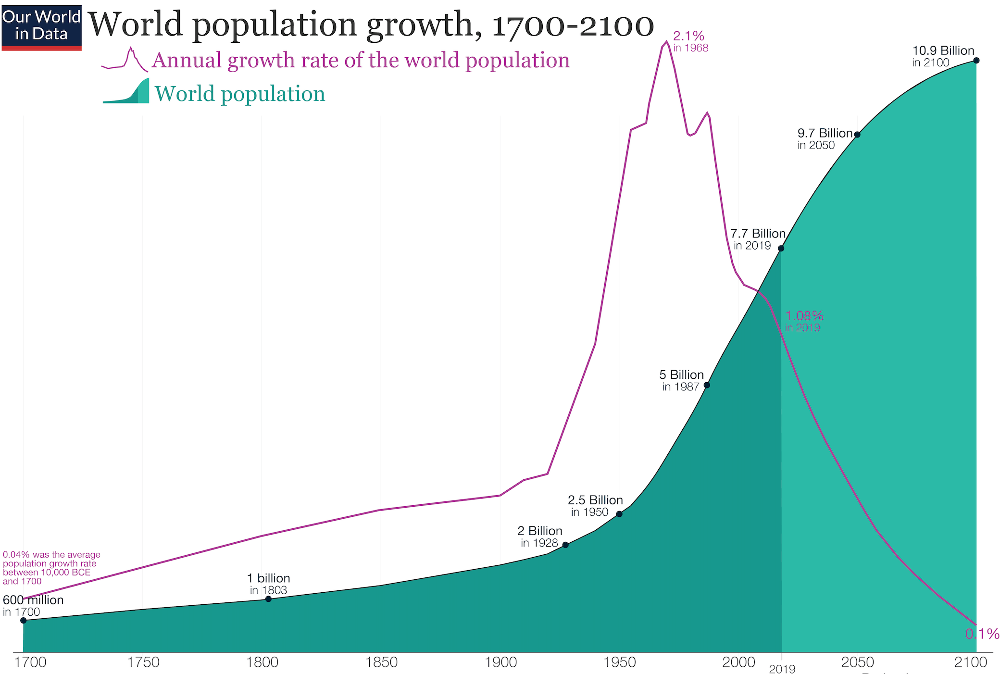 Our World
in Data
World population growth, 1700-2100
Annual growth rate of the world population
World population
2.1%
in 1968
10.9 Billion
in 2100
9.7 Billion
in 2050
7.7 Billion
in 2019
1.08%
in 2019
5 Billion
in 1987
2.5 Billion
in 1950
2 Billion
in 1928
0.04% was the average
population growth rate
between 10,000 BCE
and 1700
1 billion
in 1803
600 million
in 1700
0.1%
1700 1750 1800 1850 1900 1950 2000 2050 2100
2019